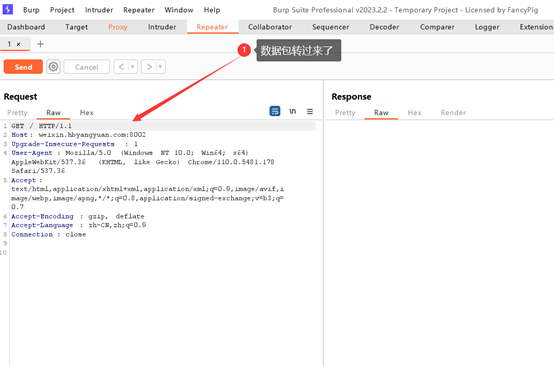 Burp Project Intruder Repeater Window Help Burp Suite Professional v2023.2.2 - Temporary Project - Licensed by FancyPig
Dashboard Target Proxy Intruder Repeater Collaborator Sequencer Decoder Comparer Logger Extension
1 × +
1 数据包转过来了
Send Cancel < >
Request Response
Pretty Raw Hex \n Pretty Raw Hex Render
1 GET / HTTP/1.1
2 Host: weixin.hbyangyuan.com:8002
3 Upgrade-Insecure-Requests : 1
4 User-Agent : Mozilla/5.0 (Windows NT 10.0; Win64; x64)
AppleWebKit/537.36 (KHTML, like Gecko) Chrome/110.0.5481.178
Safari/537.36
5 Accept :
text/html,application/xhtml+xml,application/xml;q=0.9,image/avif,i
mage/webp,image/apng,*/*;q=0.8,application/signed-exchange;v=b3;q=
0.7
6 Accept-Encoding : gzip, deflate
7 Accept-Language : zh-CN,zh;q=0.9
8 Connection : close
9
10